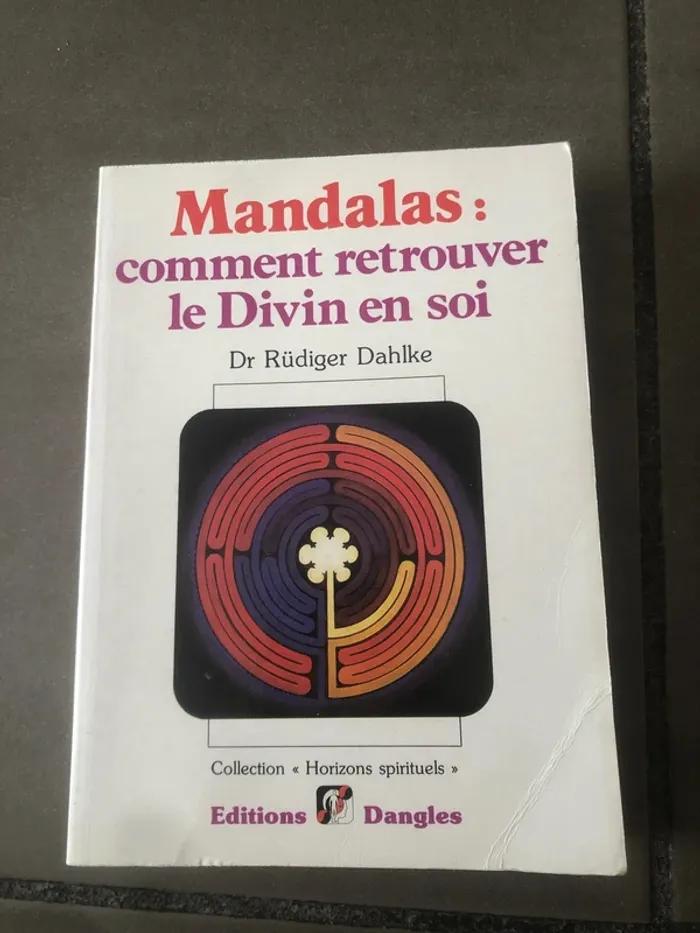 Mandalas :
comment retrouver
le Divin en soi
Dr Rüdiger Dahlke
Collection « Horizons spirituels »
Editions Dangles